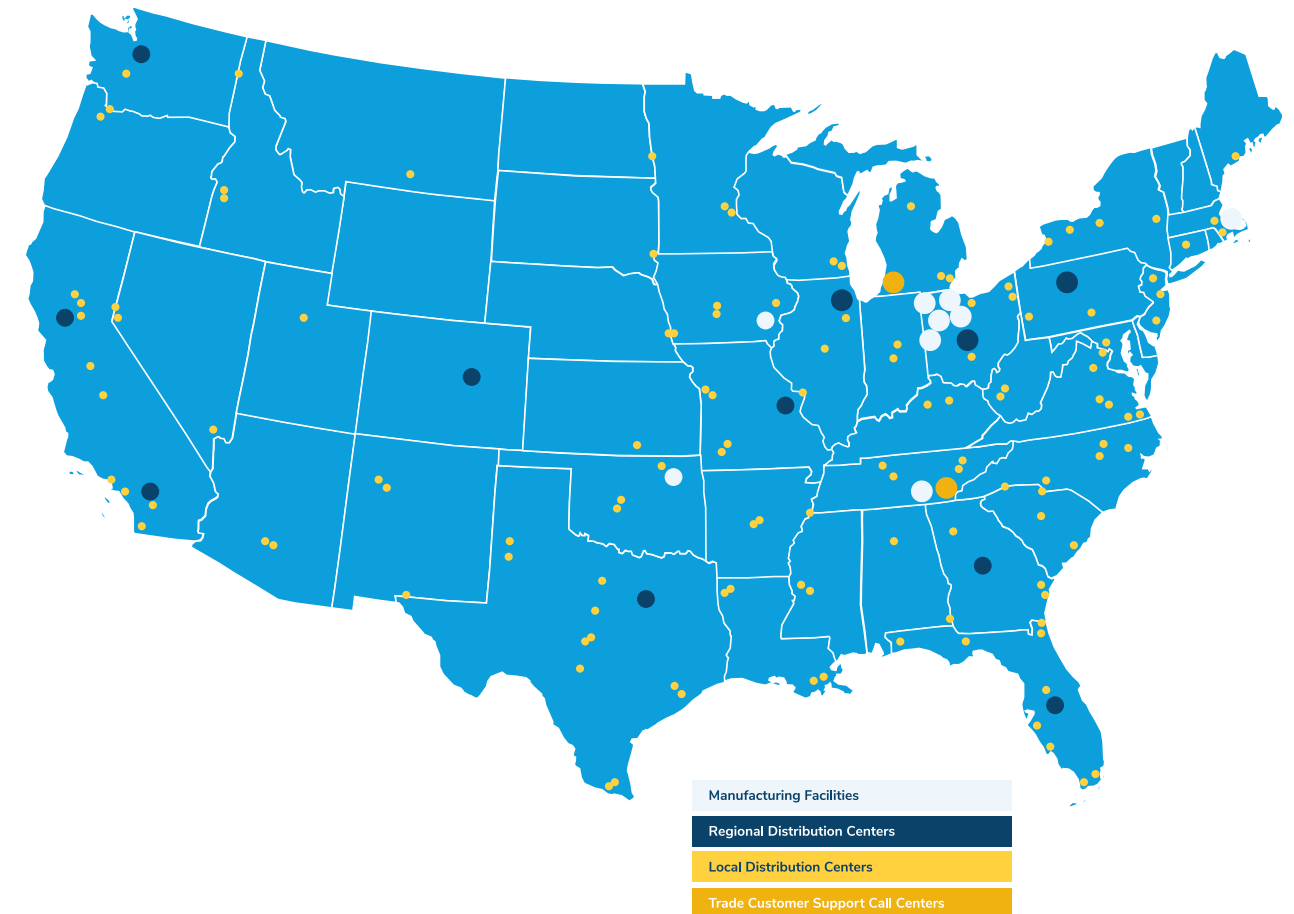 Manufacturing Facilities
Regional Distribution Centers
Local Distribution Centers
Trade Customer Support Call Centers